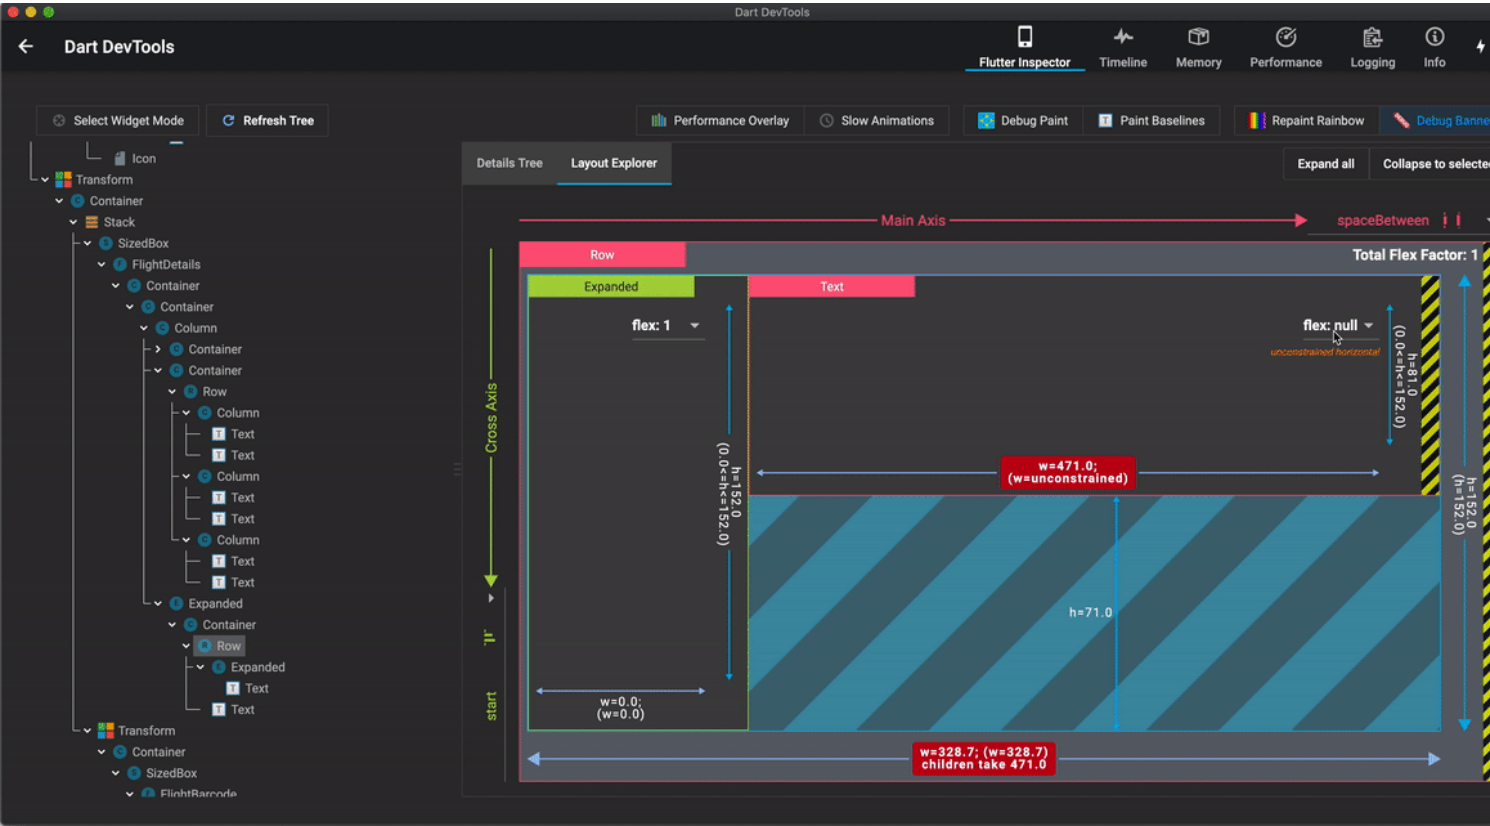 Dart DevTools
Dart DevTools
Flutter Inspector
Timeline
Memory
Performance
Logging
Info
Select Widget Mode
Refresh Tree
Performance Overlay
Slow Animations
Debug Paint
Paint Baselines
Repaint Rainbow
Debug Banne
Icon
Transform
Container
Stack
SizedBox
FlightDetails
Container
Container
Column
Container
Container
Row
Column
Text
Text
Column
Text
Text
Column
Text
Text
Expanded
Container
Row
Expanded
Text
Text
Transform
Container
SizedBox
FlightBarcode
Details Tree
Layout Explorer
Expand all
Collapse to selecte
Main Axis
spaceBetween
Row
Total Flex Factor: 1
Expanded
Text
flex: 1
flex: null
unconstrained horizontal
Cross Axis
start
h=152.0
(0.0<=h<=152.0)
h=81.0
(0.0<=h<=152.0)
h=152.0
(h=152.0)
w=471.0;
(w=unconstrained)
h=71.0
w=0.0;
(w=0.0)
w=328.7; (w=328.7)
children take 471.0